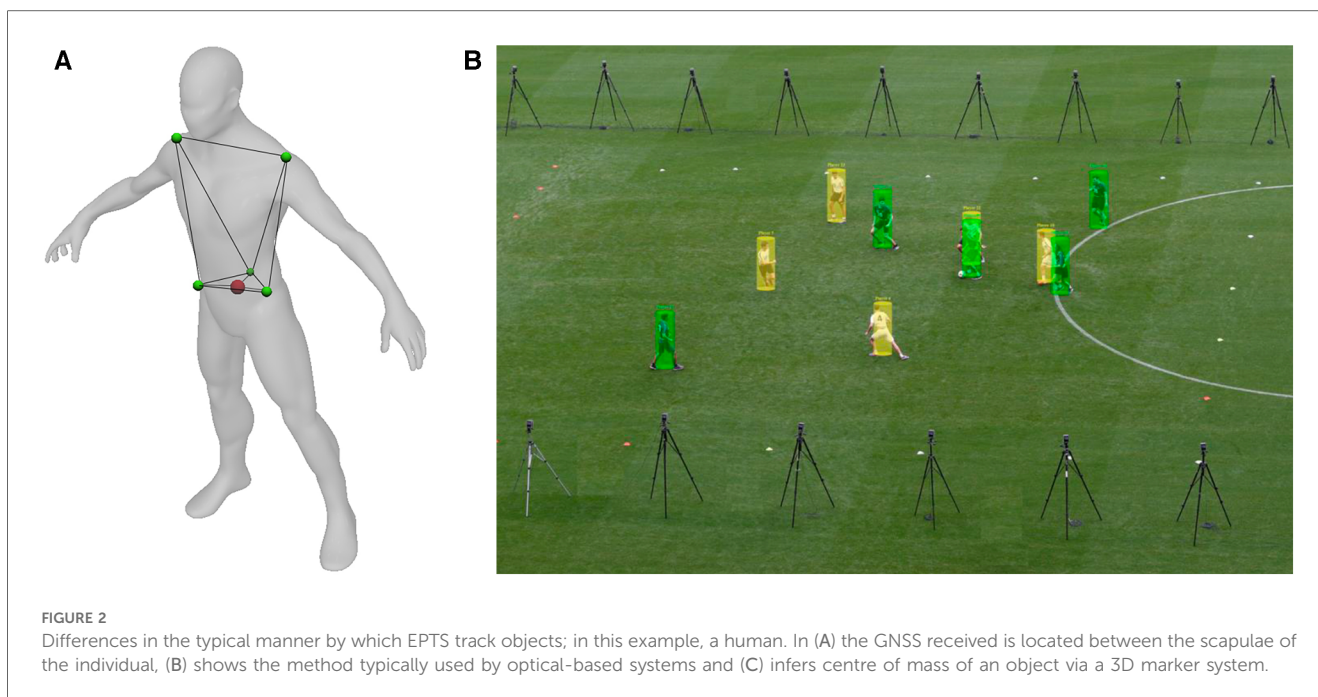 A
B
FIGURE 2
Differences in the typical manner by which EPTS track objects; in this example, a human. In (A) the GNSS received is located between the scapulae of
the individual, (B) shows the method typically used by optical-based systems and (C) infers centre of mass of an object via a 3D marker system.